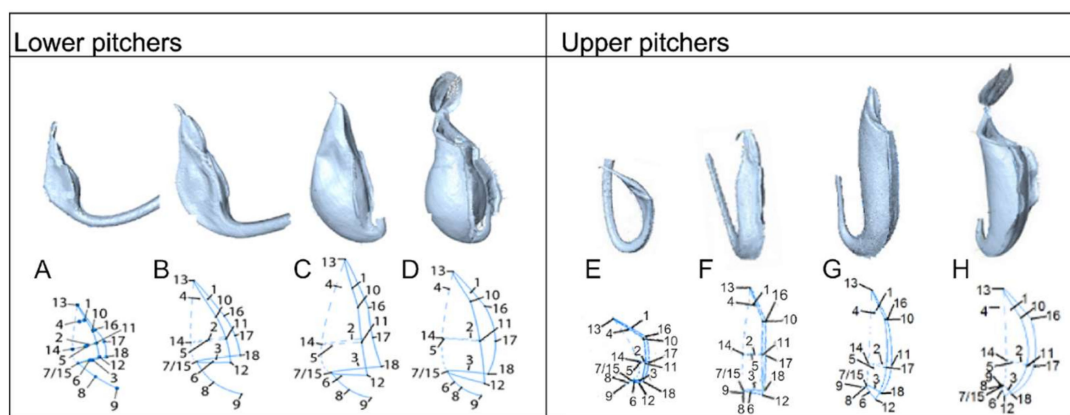 Lower pitchers
Upper pitchers
A
B
C
D
E
F
G
H
13 1 10 4 16 11 2 17 14 5 18 7/15 12 6 3 8 9
13 4 1 10 16 2 11 14 17 5 18 3 7/15 12 6 8 9
13 4 1 10 16 2 11 14 17 5 3 18 7/15 12 6 8 9
13 4 1 10 16 2 11 14 17 5 3 18 7/15 12 6 8 9
13 1 4 16 10 14 2 17 5 11 7/15 3 9 8 6 12 18
13 1 4 16 10 14 2 11 5 17 3 7/15 9 1 18 8 6 12
13 1 4 16 10 14 2 11 5 17 7/15 3 9 8 18 6 12
13 1 10 4 16 14 2 11 5 17 9 3 8 18 7/15 6 12